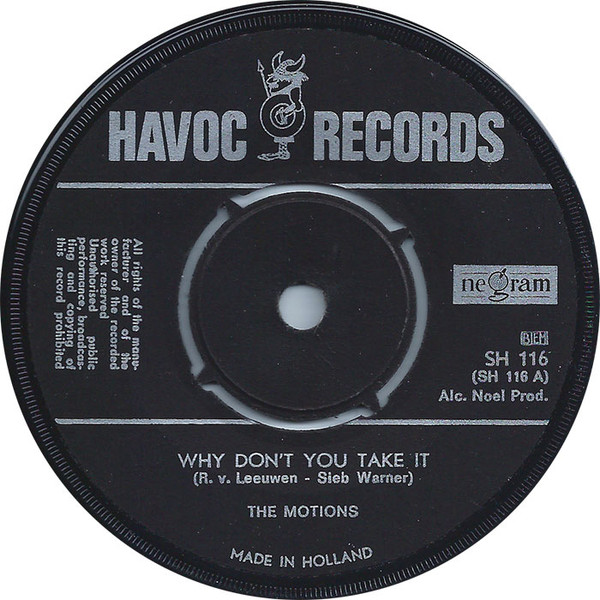 HAVOC RECORDS
All rights of the manu-
facturer and of the
owner of the recorded
work reserved
Unauthorised public
performance, broadcas-
ting and copying of
this record prohibited
negram
BIEM
SH 116
(SH 116 A)
Alc. Noel Prod.
WHY DON'T YOU TAKE IT
(R. v. Leeuwen - Sieb Warner)
THE MOTIONS
MADE IN HOLLAND